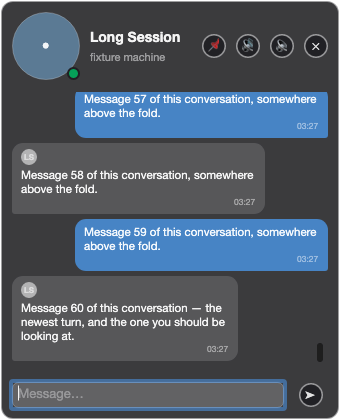 Long Session
fixture machine
Message 57 of this conversation, somewhere
above the fold.
03:27
LS
Message 58 of this conversation, somewhere
above the fold.
03:27
Message 59 of this conversation, somewhere
above the fold.
03:27
LS
Message 60 of this conversation — the
newest turn, and the one you should be
looking at.
03:27
Message…